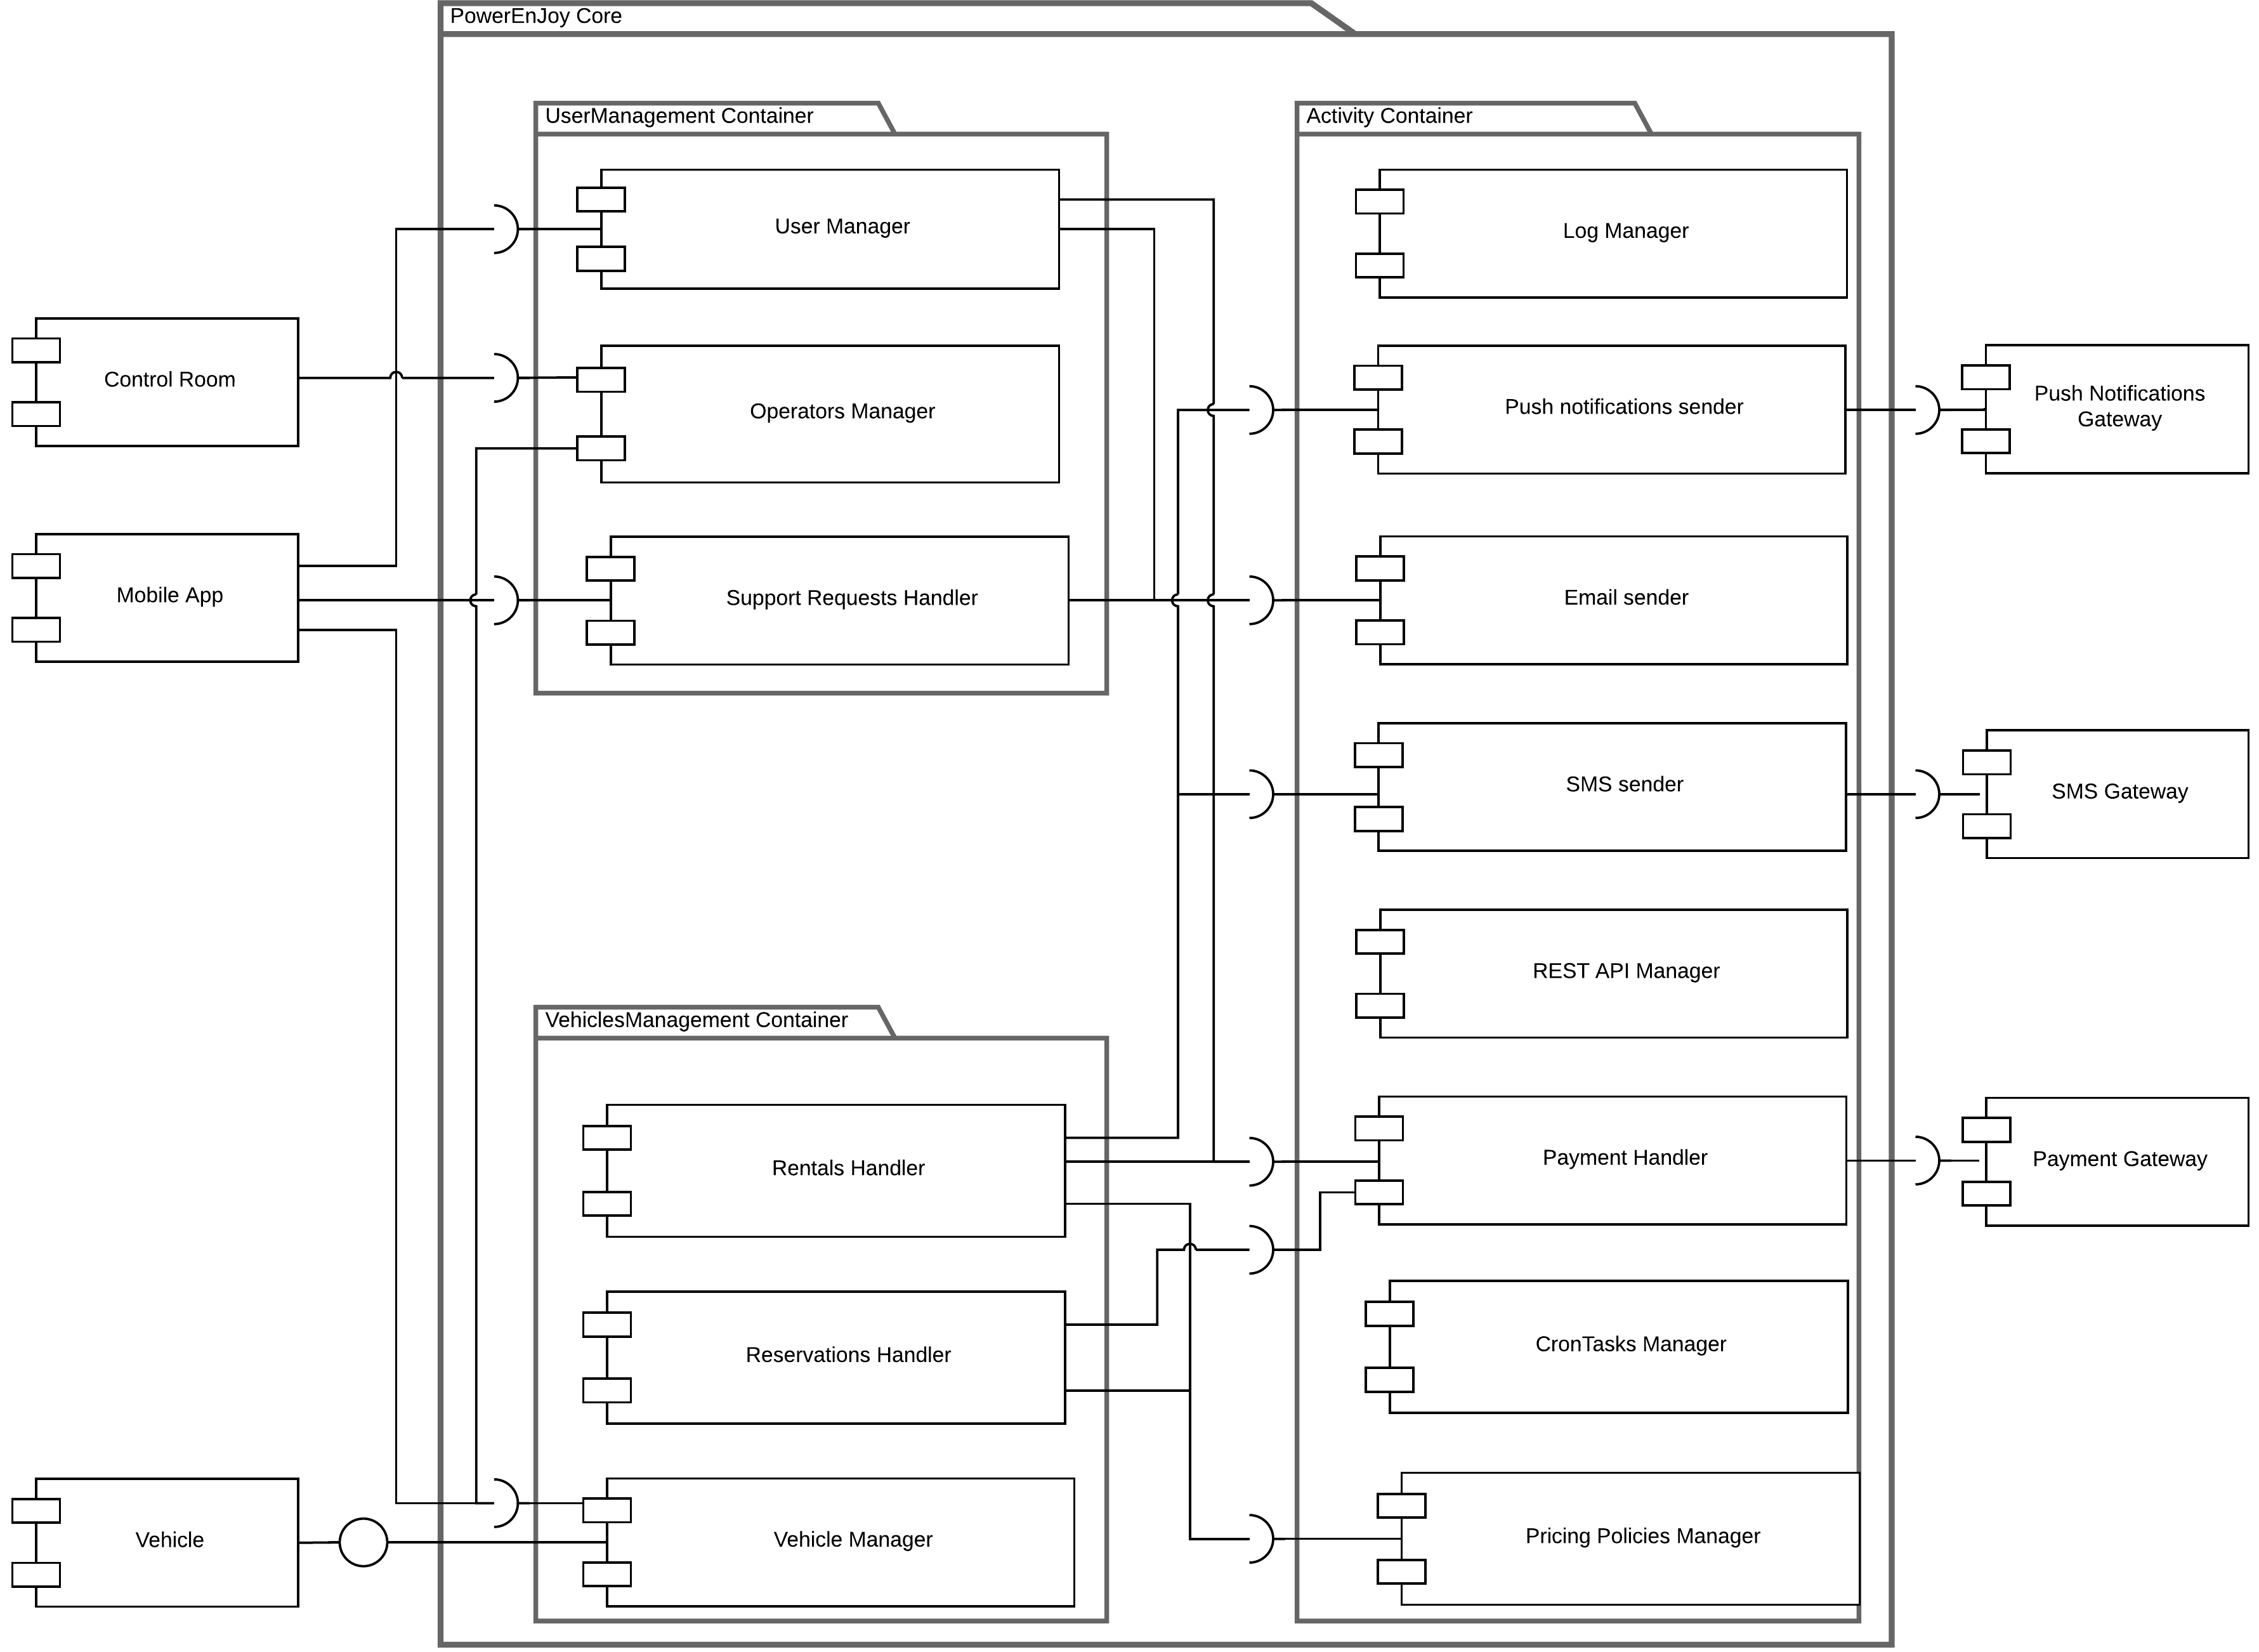 PowerEnJoy Core
UserManagement Container
Activity Container
User Manager
Log Manager
Control Room
Operators Manager
Push notifications sender
Push Notifications
Gateway
Mobile App
Support Requests Handler
Email sender
SMS sender
SMS Gateway
REST API Manager
VehiclesManagement Container
Rentals Handler
Payment Handler
Payment Gateway
Reservations Handler
CronTasks Manager
Vehicle
Vehicle Manager
Pricing Policies Manager